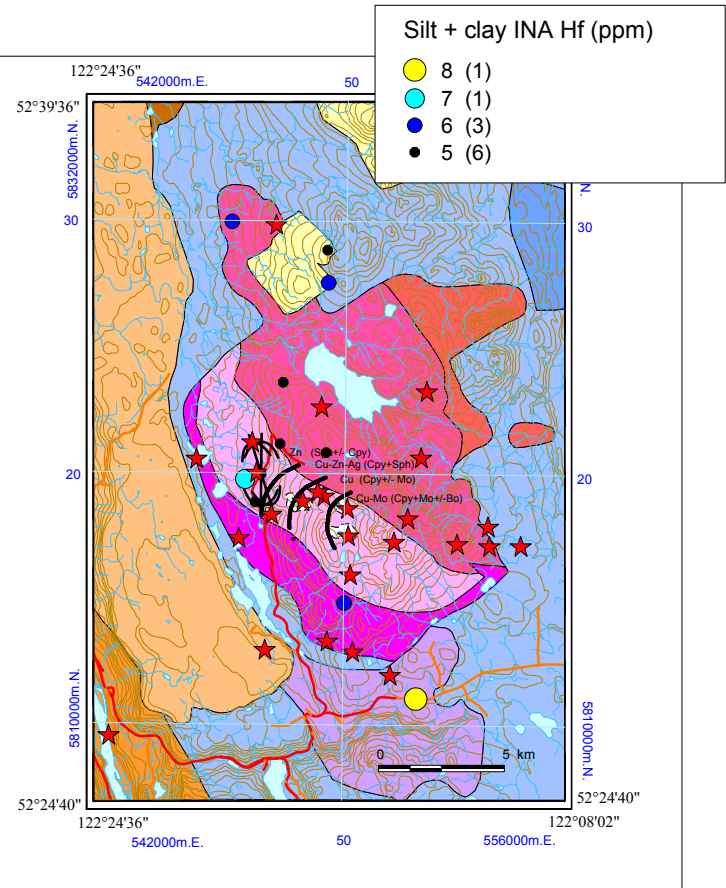 Silt + clay INA Hf (ppm)
8 (1)
7 (1)
6 (3)
5 (6)
122°24'36"
542000m.E.
50
52°39'36"
5832000m.N.
N.
30
30
Zn (Sph+/- Cpy)
Cu-Zn-Ag (Cpy+Sph)
Cu (Cpy+/- Mo)
Cu-Mo (Cpy+Mo+/-Bo)
20
20
5810000m.N.
5810000m.N.
0
5 km
52°24'40"
52°24'40"
122°24'36"
122°08'02"
542000m.E.
50
556000m.E.